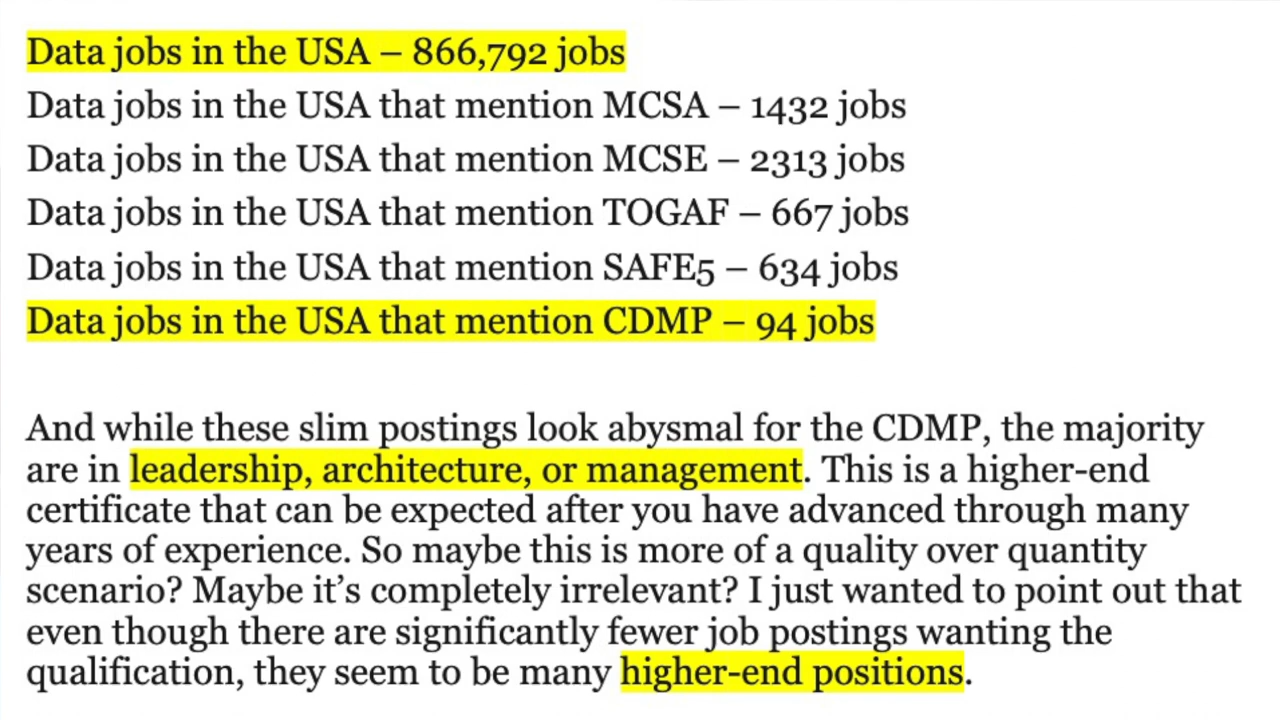 Data jobs in the USA – 866,792 jobs
Data jobs in the USA that mention MCSA – 1432 jobs
Data jobs in the USA that mention MCSE – 2313 jobs
Data jobs in the USA that mention TOGAF – 667 jobs
Data jobs in the USA that mention SAFE5 – 634 jobs
Data jobs in the USA that mention CDMP – 94 jobs
And while these slim postings look abysmal for the CDMP, the majority
are in leadership, architecture, or management. This is a higher-end
certificate that can be expected after you have advanced through many
years of experience. So maybe this is more of a quality over quantity
scenario? Maybe it’s completely irrelevant? I just wanted to point out that
even though there are significantly fewer job postings wanting the
qualification, they seem to be many higher-end positions.